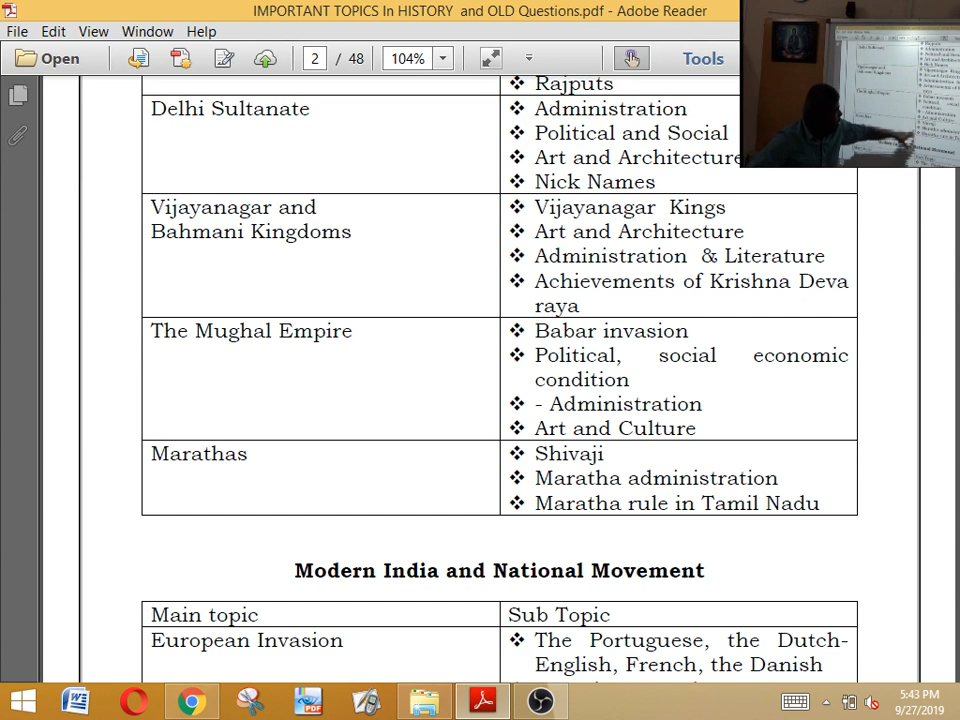 IMPORTANT TOPICS In HISTORY and OLD Questions.pdf - Adobe Reader
File Edit View Window Help
Open 2 / 48 104% Tools
❖ Rajputs
Delhi Sultanate
❖ Administration
❖ Political and Social
❖ Art and Architecture
❖ Nick Names
Vijayanagar and
Bahmani Kingdoms
❖ Vijayanagar Kings
❖ Art and Architecture
❖ Administration & Literature
❖ Achievements of Krishna Deva
raya
The Mughal Empire
❖ Babar invasion
❖ Political, social economic
condition
❖ - Administration
❖ Art and Culture
Marathas
❖ Shivaji
❖ Maratha administration
❖ Maratha rule in Tamil Nadu
Modern India and National Movement
Main topic
Sub Topic
European Invasion
❖ The Portuguese, the Dutch-
English, French, the Danish
5:43 PM
9/27/2019